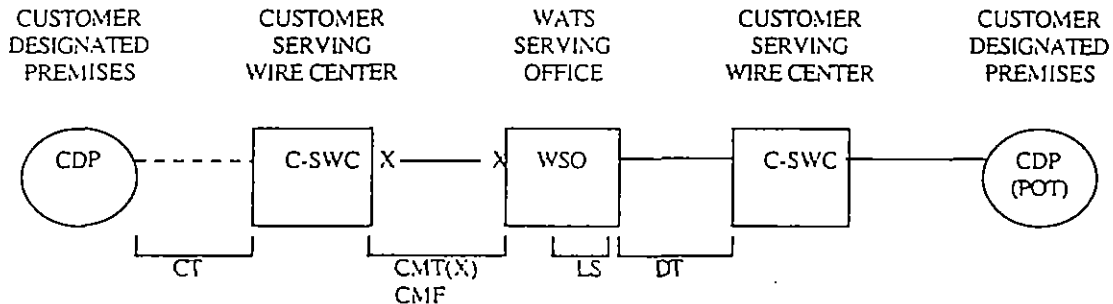 CUSTOMER DESIGNATED PREMISES
CUSTOMER SERVING WIRE CENTER
WATS SERVING OFFICE
CUSTOMER SERVING WIRE CENTER
CUSTOMER DESIGNATED PREMISES
CDP
C-SWC
X
X
WSO
C-SWC
CDP
(POT)
CT
CMT(X)
CMF
LS
DT